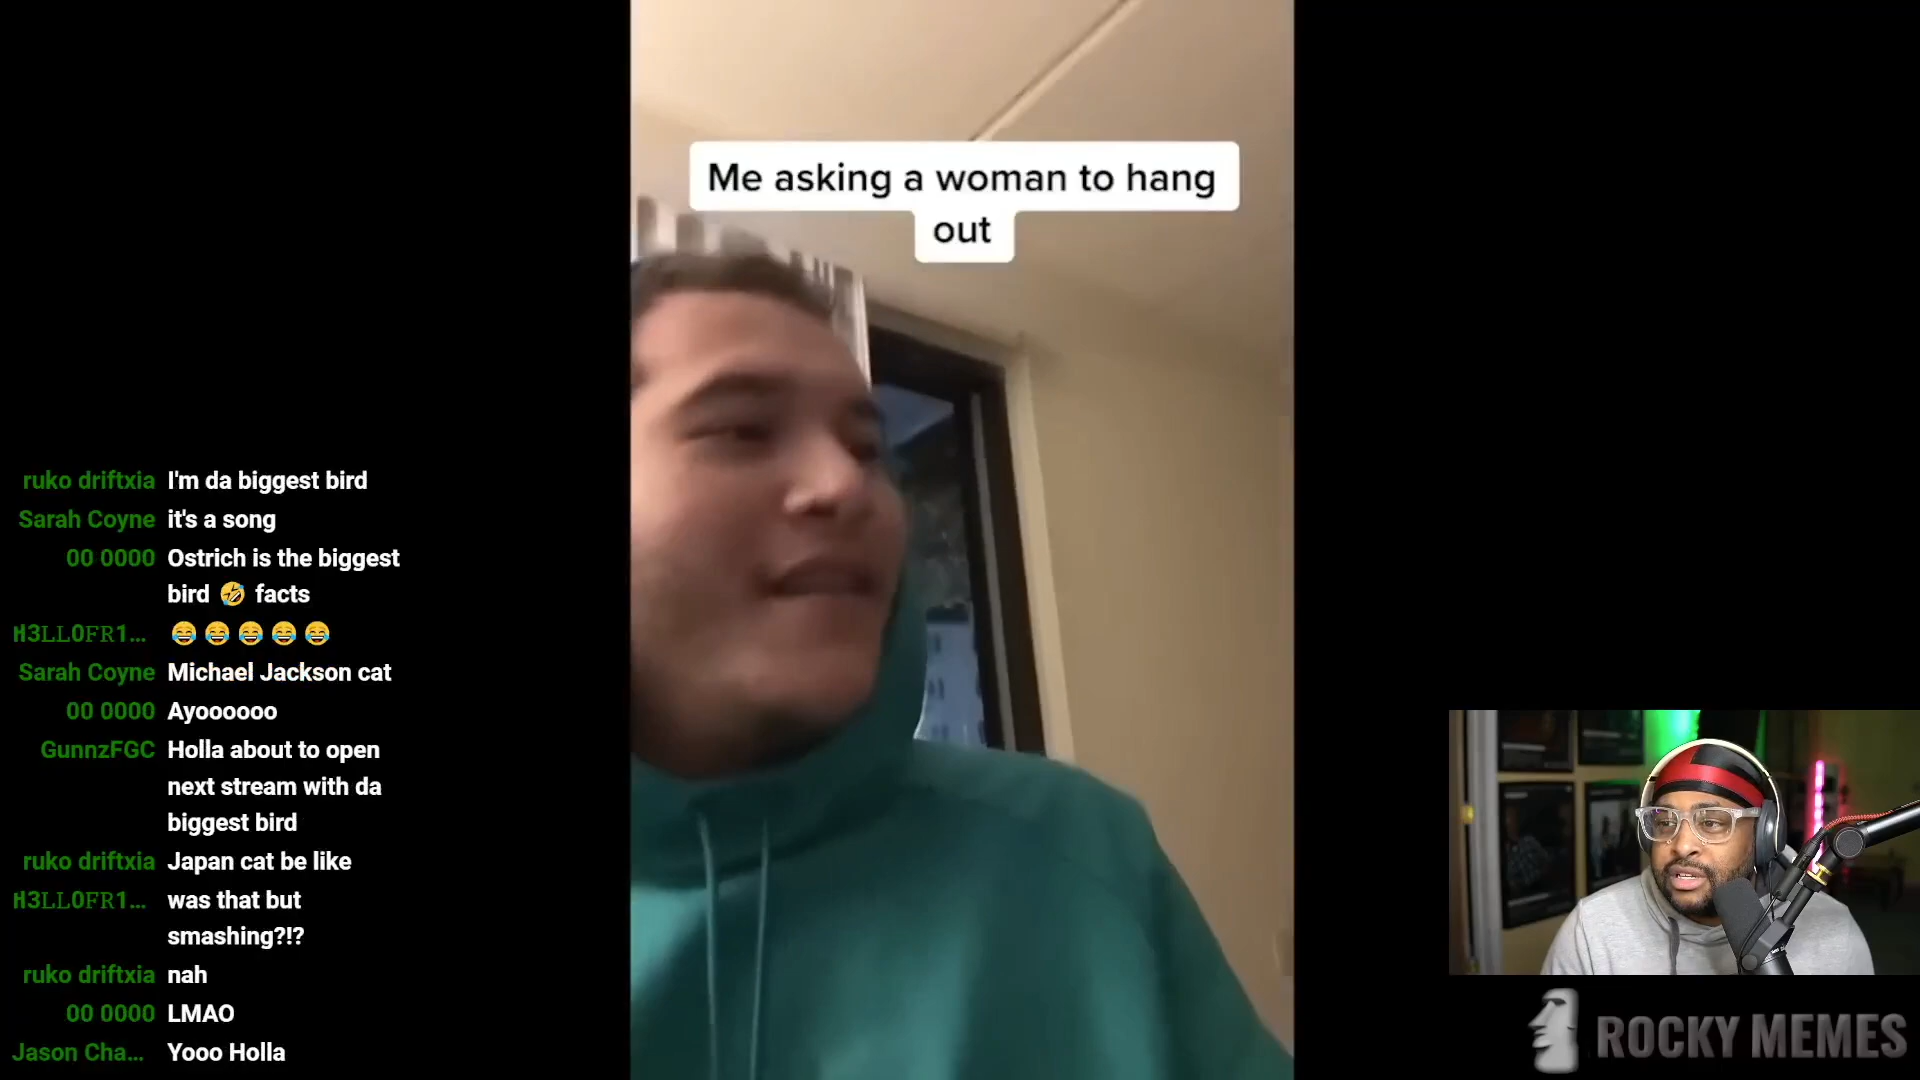 Me asking a woman to hang
out
ruko driftxia I'm da biggest bird
Sarah Coyne it's a song
00 0000 Ostrich is the biggest
bird 🤣 facts
H3LL0FR1... 😂😂😂😂😂
Sarah Coyne Michael Jackson cat
00 0000 Ayoooooo
GunnzFGC Holla about to open
next stream with da
biggest bird
ruko driftxia Japan cat be like
H3LL0FR1... was that but
smashing?!?
ruko driftxia nah
00 0000 LMAO
Jason Cha... Yooo Holla
ROCKY MEMES